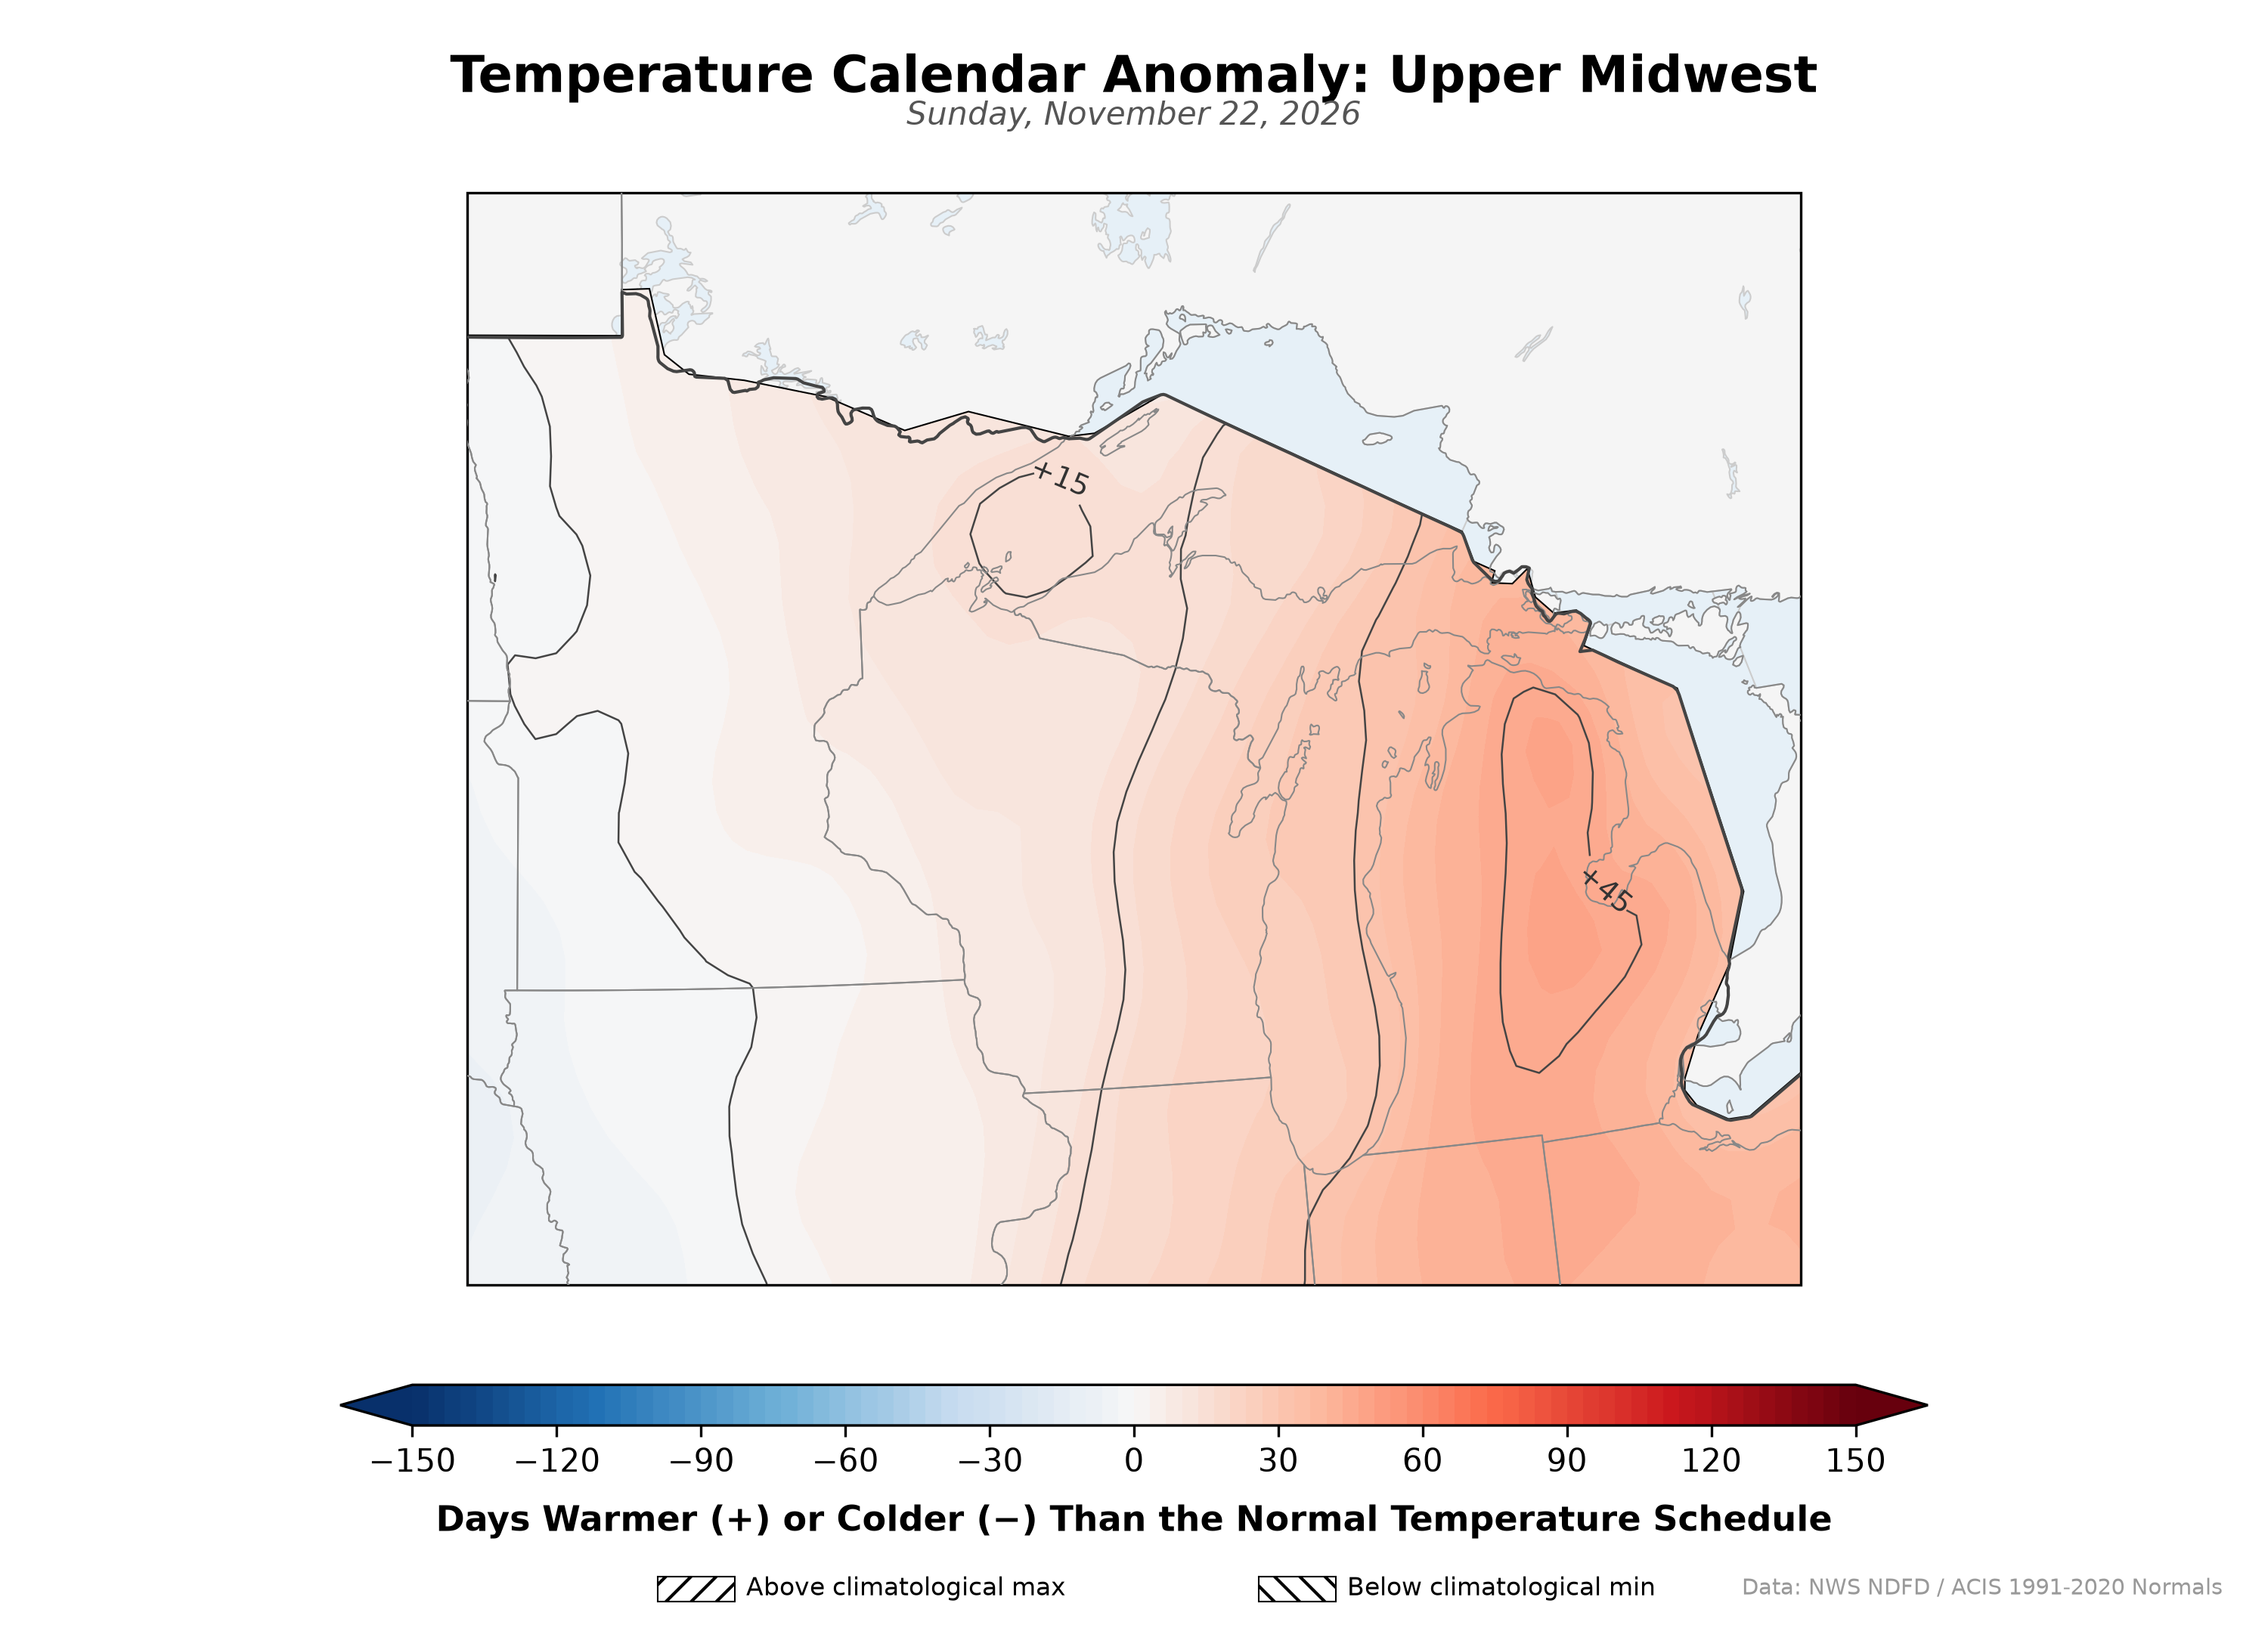 Temperature Calendar Anomaly: Upper Midwest
Sunday, November 22, 2026
+15
+45
−150 −120 −90 −60 −30 0 30 60 90 120 150
Days Warmer (+) or Colder (−) Than the Normal Temperature Schedule
Above climatological max Below climatological min Data: NWS NDFD / ACIS 1991-2020 Normals